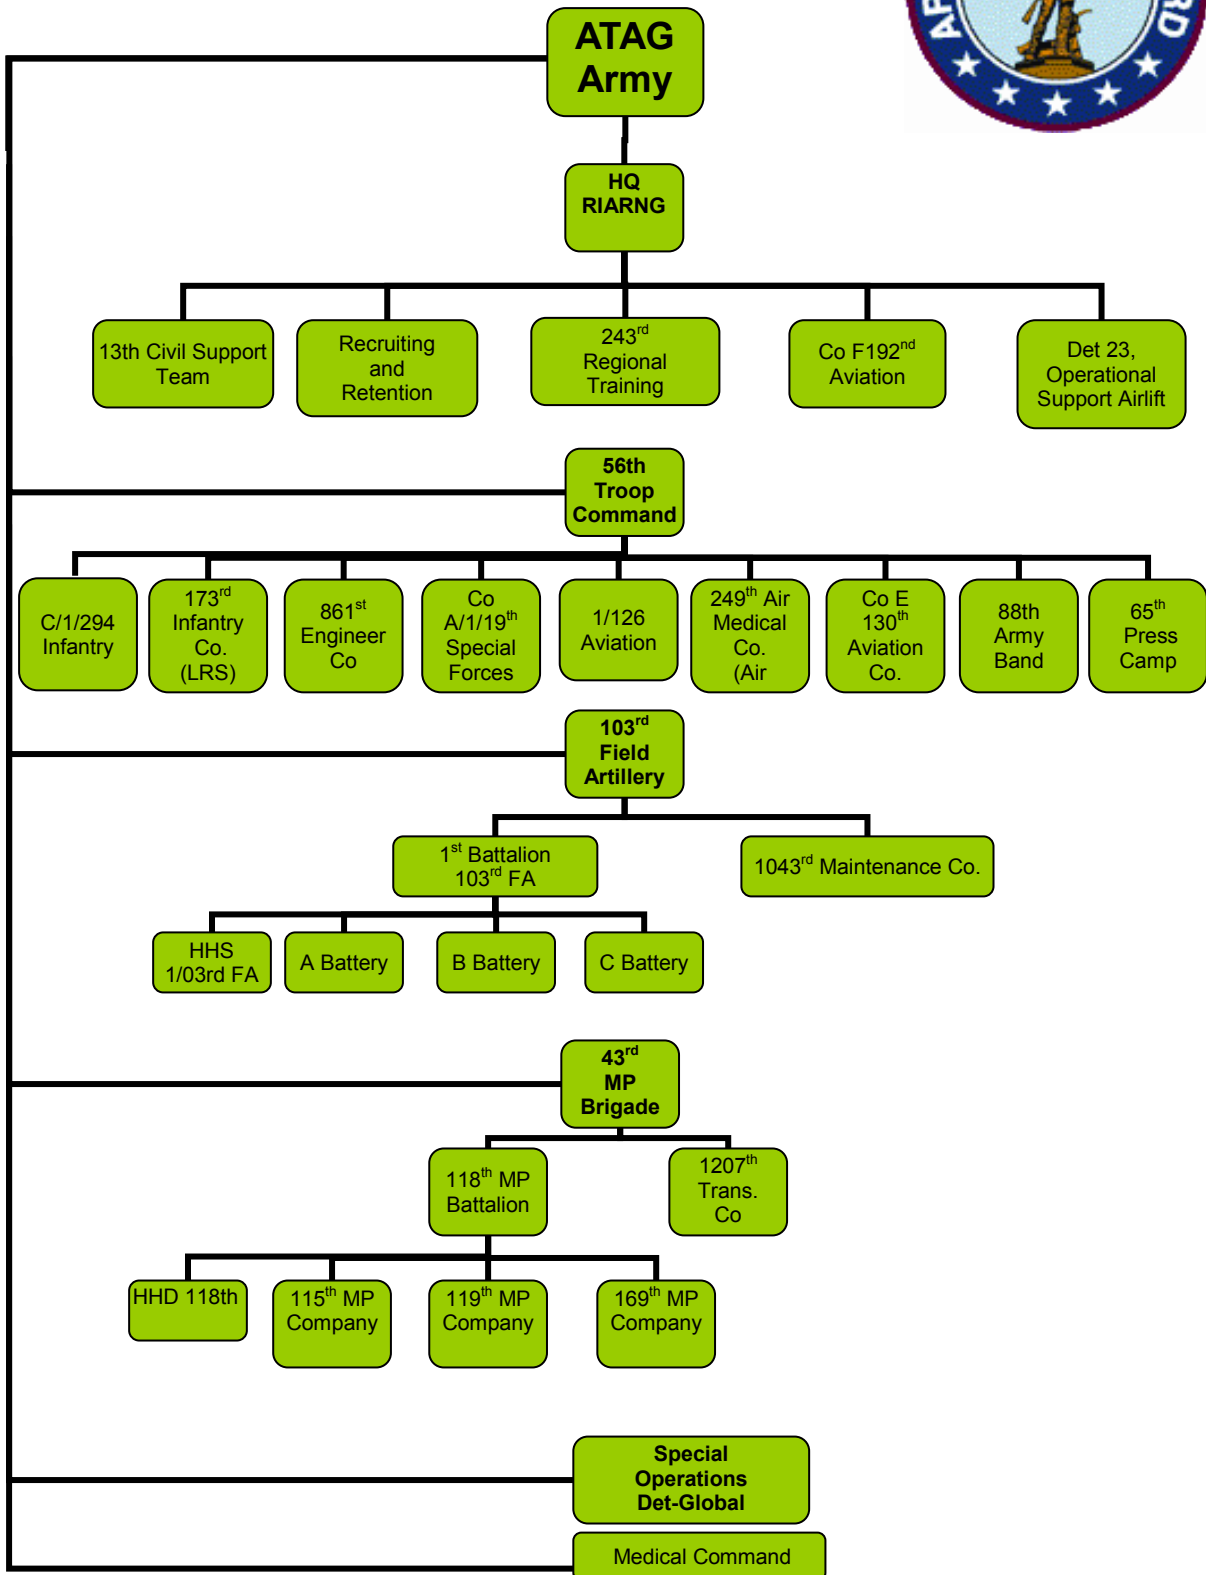 ATAG
Army
HQ
RIARNG
13th Civil Support
Team
Recruiting
and
Retention
243rd
Regional
Training
Co F192nd
Aviation
Det 23,
Operational
Support Airlift
56th
Troop
Command
C/1/294
Infantry
173rd
Infantry
Co.
(LRS)
861st
Engineer
Co
Co
A/1/19th
Special
Forces
1/126
Aviation
249th Air
Medical
Co.
(Air
Co E
130th
Aviation
Co.
88th
Army
Band
65th
Press
Camp
103rd
Field
Artillery
1st Battalion
103rd FA
1043rd Maintenance Co.
HHS
1/03rd FA
A Battery
B Battery
C Battery
43rd
MP
Brigade
118th MP
Battalion
1207th
Trans.
Co
HHD 118th
115th MP
Company
119th MP
Company
169th MP
Company
Special
Operations
Det-Global
Medical Command